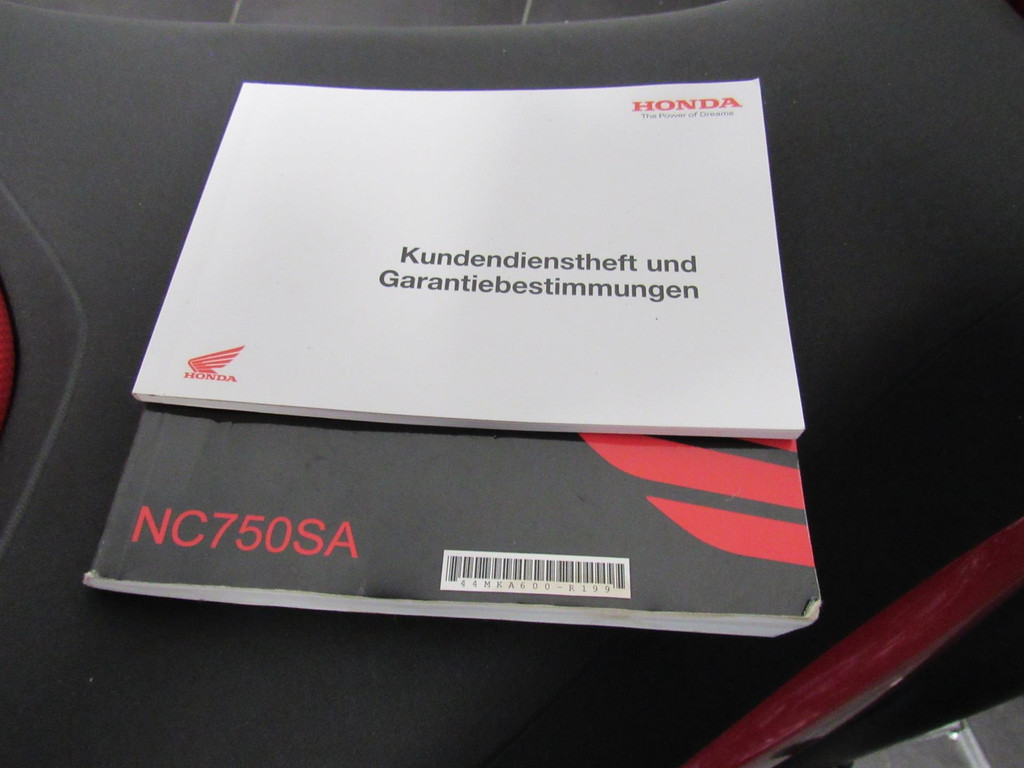 HONDA
The Power of Dreams
Kundendienstheft und
Garantiebestimmungen
HONDA
NC750SA
44MKA600-R199